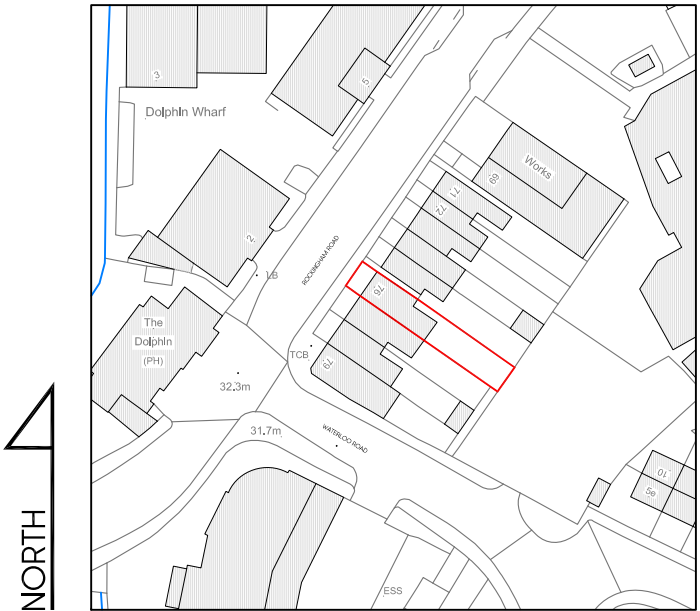 3
5
Dolphin Wharf
Works
69
71
72
2
ROCKINGHAM ROAD
LB
76
The
Dolphin
(PH)
TCB
79
32.3m
31.7m
WATERLOO ROAD
10
5e
ESS
NORTH